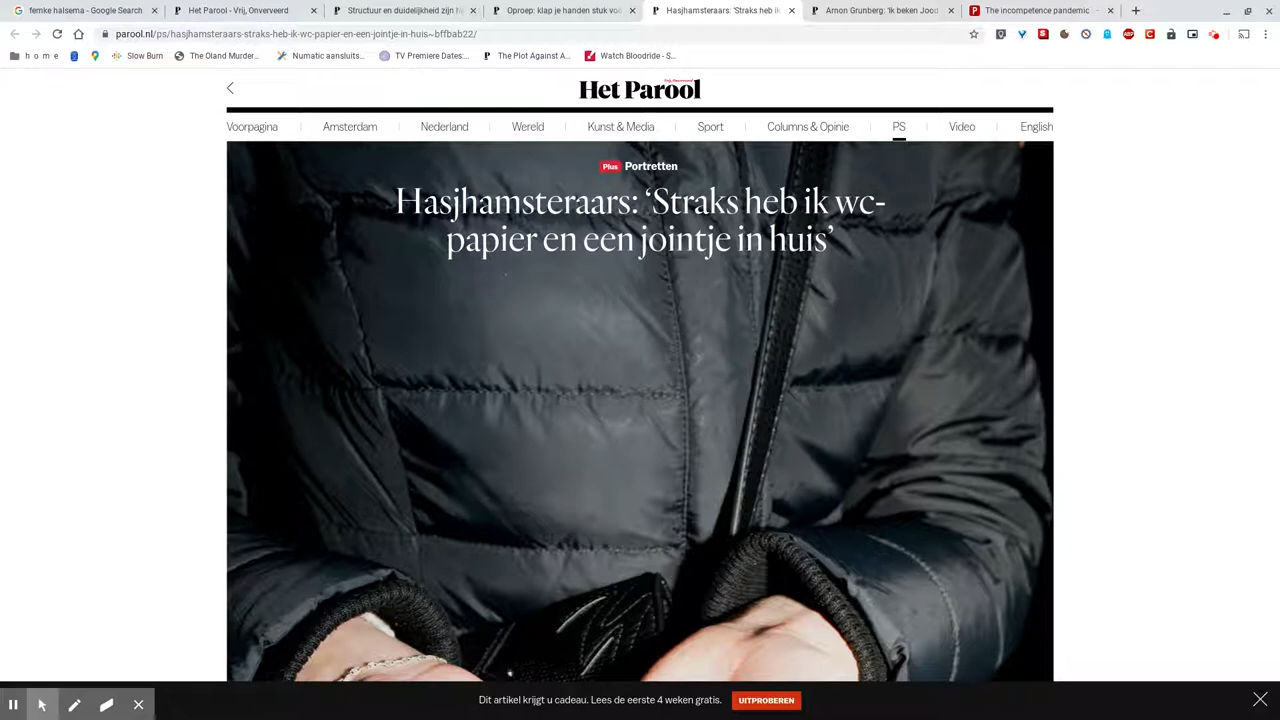 femke halsema - Google Search
Het Parool - Vrij, Onverveerd
Structuur en duidelijkheid zijn h
Oproep: klap je handen stuk vo
Hasjhamsteraars: 'Straks heb ik
Arnon Grunberg: 'Ik beken Jood
The incompetence pandemic
parool.nl/ps/hasjhamsteraars-straks-heb-ik-wc-papier-en-een-jointje-in-huis~bffbab22/
h o m e
Slow Burn
The Oland Murder...
Numatic aansluits...
TV Premiere Dates:...
The Plot Against A...
Watch Bloodride - S...
Het Parool
Voorpagina
Amsterdam
Nederland
Wereld
Kunst & Media
Sport
Columns & Opinie
PS
Video
English
Plus Portretten
Hasjhamsteraars: ‘Straks heb ik wc-
papier en een jointje in huis’
Dit artikel krijgt u cadeau. Lees de eerste 4 weken gratis.
UITPROBEREN